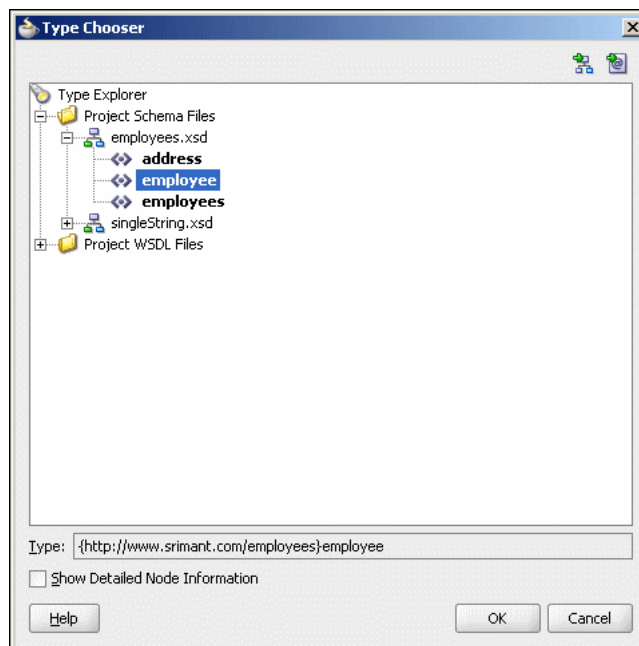 Type Chooser
Type Explorer
Project Schema Files
employees.xsd
address
employee
employees
singleString.xsd
Project WSDL Files
Type: {http://www.srimant.com/employees}employee
Show Detailed Node Information
Help OK Cancel